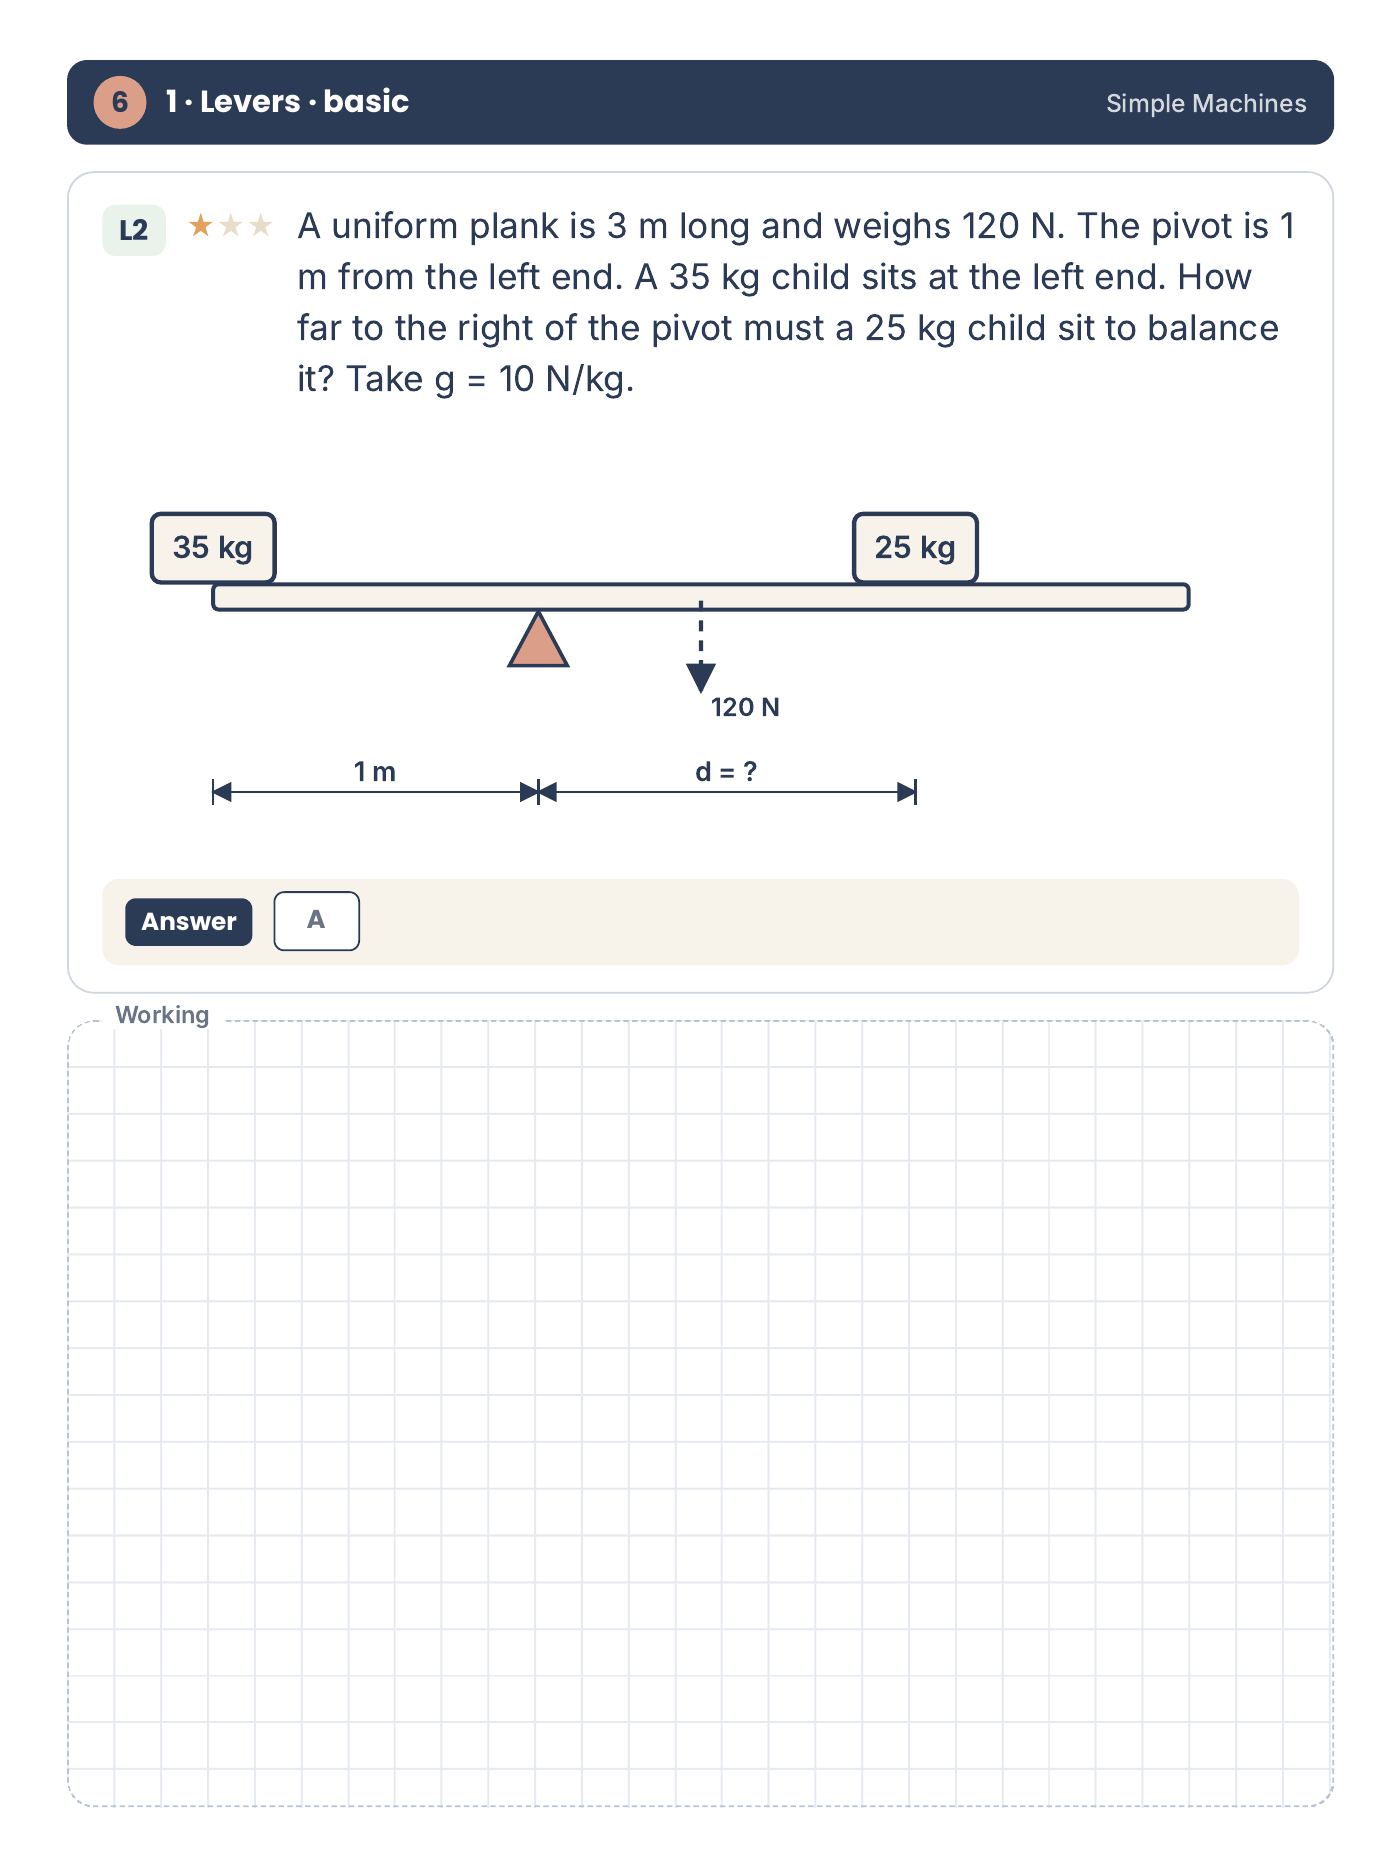 6 1 · Levers · basic Simple Machines
L2 ★★★ A uniform plank is 3 m long and weighs 120 N. The pivot is 1
m from the left end. A 35 kg child sits at the left end. How
far to the right of the pivot must a 25 kg child sit to balance
it? Take g = 10 N/kg.
35 kg 25 kg
120 N
1 m d = ?
Answer A
Working